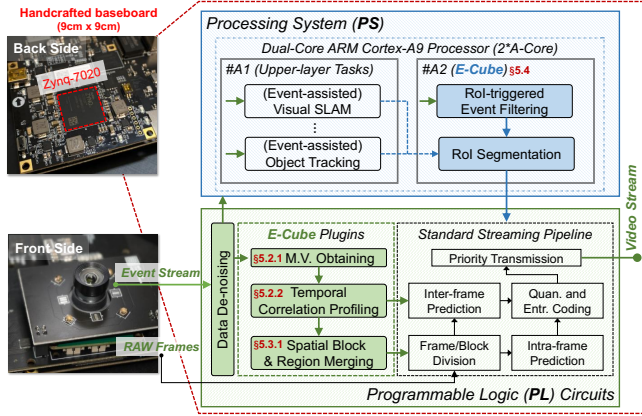 Handcrafted baseboard
(9cm x 9cm)
Back Side
Zynq-7020
Front Side
Event Stream
RAW Frames
Processing System (PS)
Dual-Core ARM Cortex-A9 Processor (2*A-Core)
#A1 (Upper-layer Tasks)
(Event-assisted)
Visual SLAM
⋮
(Event-assisted)
Object Tracking
#A2 (E-Cube) §5.4
RoI-triggered
Event Filtering
RoI Segmentation
Data De-noising
E-Cube Plugins
§5.2.1 M.V. Obtaining
§5.2.2 Temporal
Correlation Profiling
§5.3.1 Spatial Block
& Region Merging
Standard Streaming Pipeline
Priority Transmission
Inter-frame
Prediction
Quan. and
Entr. Coding
Frame/Block
Division
Intra-frame
Prediction
Programmable Logic (PL) Circuits
Video Stream